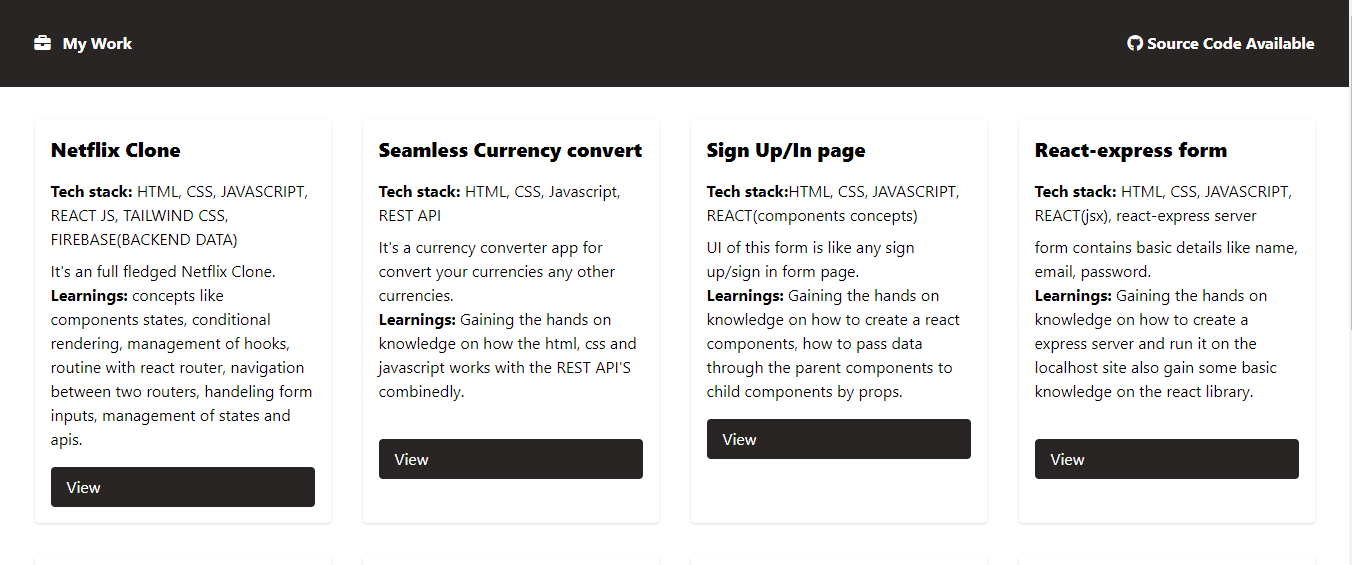 My Work
Source Code Available
Netflix Clone
Tech stack: HTML, CSS, JAVASCRIPT,
REACT JS, TAILWIND CSS,
FIREBASE(BACKEND DATA)
It's an full fledged Netflix Clone.
Learnings: concepts like
components states, conditional
rendering, management of hooks,
routine with react router, navigation
between two routers, handeling form
inputs, management of states and
apis.
View
Seamless Currency convert
Tech stack: HTML, CSS, Javascript,
REST API
It's a currency converter app for
convert your currencies any other
currencies.
Learnings: Gaining the hands on
knowledge on how the html, css and
javascript works with the REST API'S
combinedly.
View
Sign Up/In page
Tech stack:HTML, CSS, JAVASCRIPT,
REACT(components concepts)
UI of this form is like any sign
up/sign in form page.
Learnings: Gaining the hands on
knowledge on how to create a react
components, how to pass data
through the parent components to
child components by props.
View
React-express form
Tech stack: HTML, CSS, JAVASCRIPT,
REACT(jsx), react-express server
form contains basic details like name,
email, password.
Learnings: Gaining the hands on
knowledge on how to create a
express server and run it on the
localhost site also gain some basic
knowledge on the react library.
View